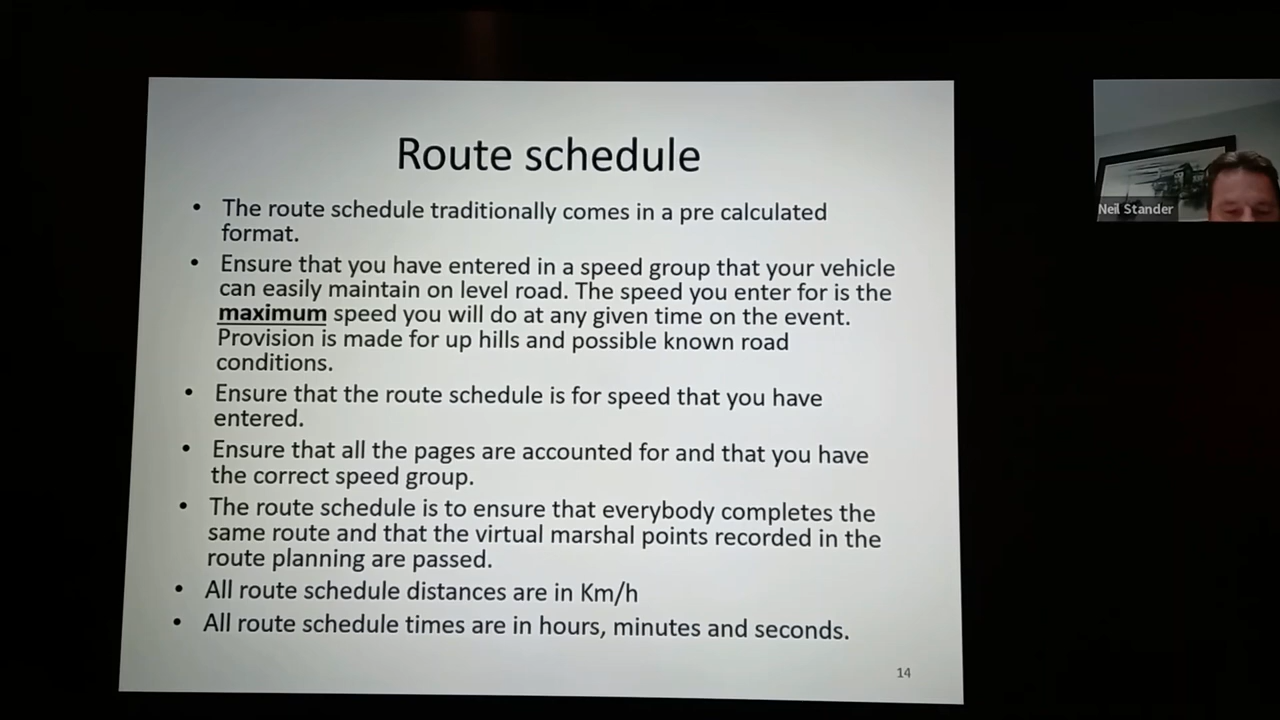 Route schedule
• The route schedule traditionally comes in a pre calculated
format.
• Ensure that you have entered in a speed group that your vehicle
can easily maintain on level road. The speed you enter for is the
maximum speed you will do at any given time on the event.
Provision is made for up hills and possible known road
conditions.
• Ensure that the route schedule is for speed that you have
entered.
• Ensure that all the pages are accounted for and that you have
the correct speed group.
• The route schedule is to ensure that everybody completes the
same route and that the virtual marshal points recorded in the
route planning are passed.
• All route schedule distances are in Km/h
• All route schedule times are in hours, minutes and seconds.
14
Neil Stander